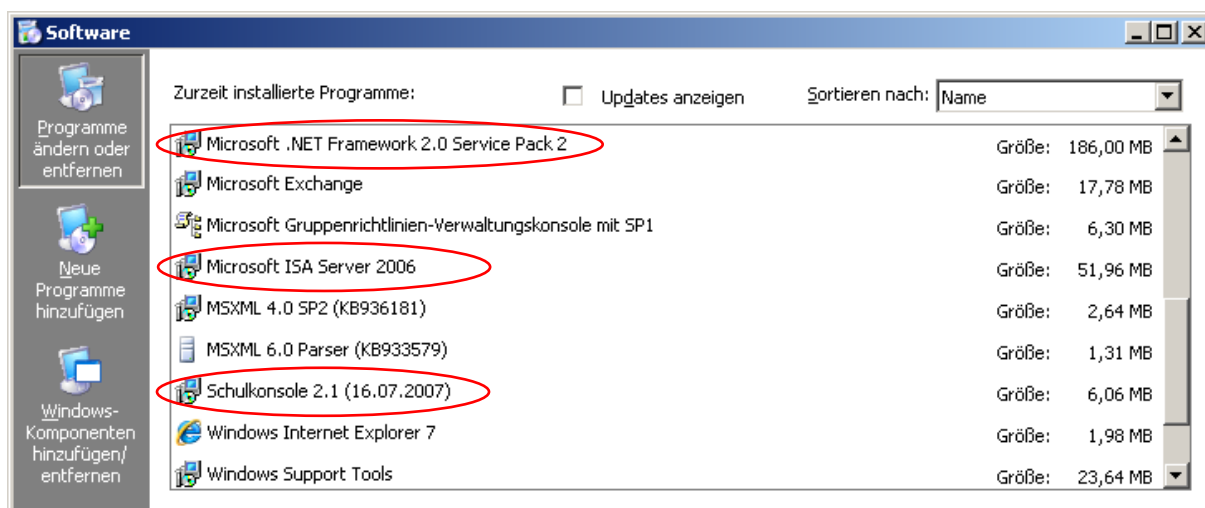 Software
Programme
ändern oder
entfernen
Neue
Programme
hinzufügen
Windows-
Komponenten
hinzufügen/
entfernen
Zurzeit installierte Programme:
Updates anzeigen
Sortieren nach: Name
Microsoft .NET Framework 2.0 Service Pack 2 Größe: 186,00 MB
Microsoft Exchange Größe: 17,78 MB
Microsoft Gruppenrichtlinien-Verwaltungskonsole mit SP1 Größe: 6,30 MB
Microsoft ISA Server 2006 Größe: 51,96 MB
MSXML 4.0 SP2 (KB936181) Größe: 2,64 MB
MSXML 6.0 Parser (KB933579) Größe: 1,31 MB
Schulkonsole 2.1 (16.07.2007) Größe: 6,06 MB
Windows Internet Explorer 7 Größe: 1,98 MB
Windows Support Tools Größe: 23,64 MB